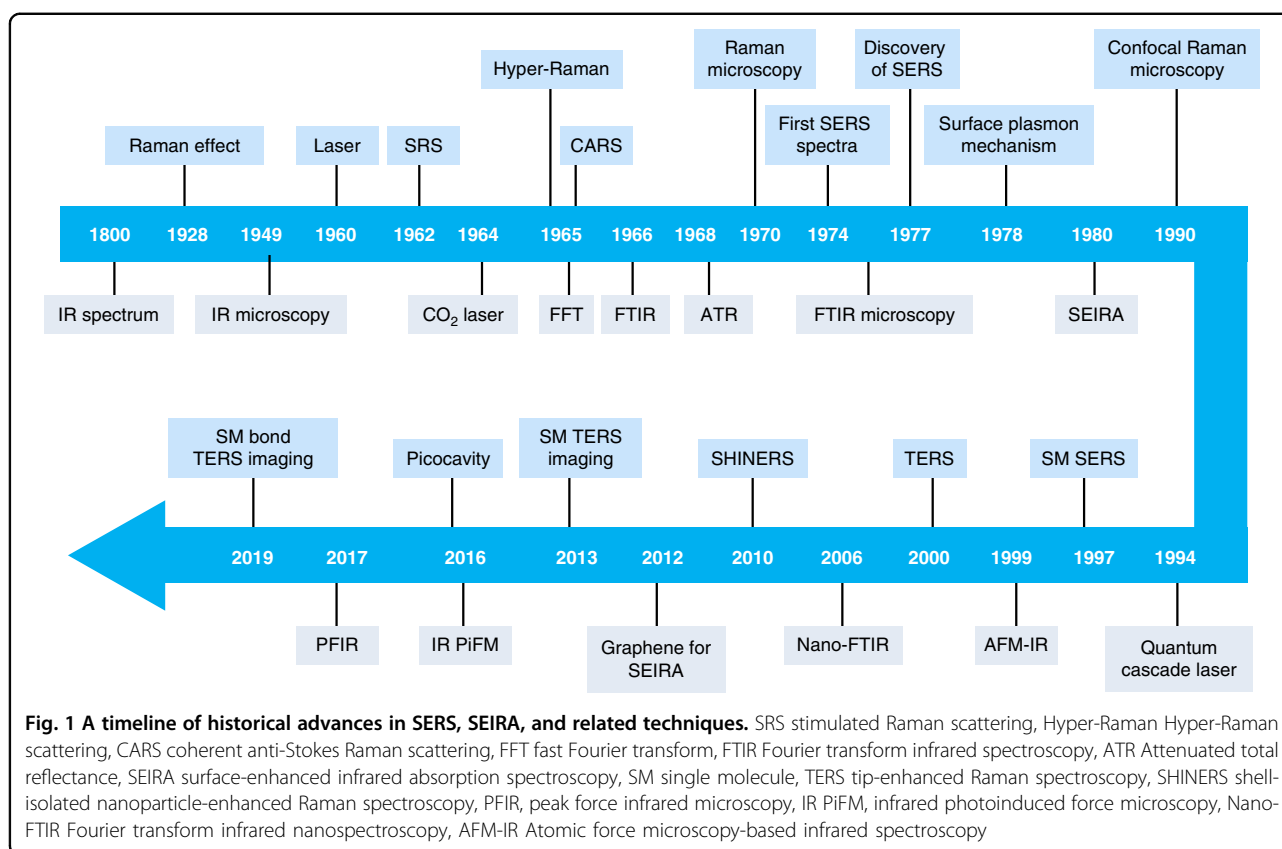 Hyper-Raman
Raman
microscopy
Discovery
of SERS
Confocal Raman
microscopy
Raman effect
Laser
SRS
CARS
First SERS
spectra
Surface plasmon
mechanism
1800 1928 1949 1960 1962 1964 1965 1966 1968 1970 1974 1977 1978 1980 1990
IR spectrum
IR microscopy
CO₂ laser
FFT
FTIR
ATR
FTIR microscopy
SEIRA
SM bond
TERS imaging
Picocavity
SM TERS
imaging
SHINERS
TERS
SM SERS
2019 2017 2016 2013 2012 2010 2006 2000 1999 1997 1994
PFIR
IR PiFM
Graphene for
SEIRA
Nano-FTIR
AFM-IR
Quantum
cascade laser
Fig. 1 A timeline of historical advances in SERS, SEIRA, and related techniques. SRS stimulated Raman scattering, Hyper-Raman Hyper-Raman
scattering, CARS coherent anti-Stokes Raman scattering, FFT fast Fourier transform, FTIR Fourier transform infrared spectroscopy, ATR Attenuated total
reflectance, SEIRA surface-enhanced infrared absorption spectroscopy, SM single molecule, TERS tip-enhanced Raman spectroscopy, SHINERS shell-
isolated nanoparticle-enhanced Raman spectroscopy, PFIR, peak force infrared microscopy, IR PiFM, infrared photoinduced force microscopy, Nano-
FTIR Fourier transform infrared nanospectroscopy, AFM-IR Atomic force microscopy-based infrared spectroscopy